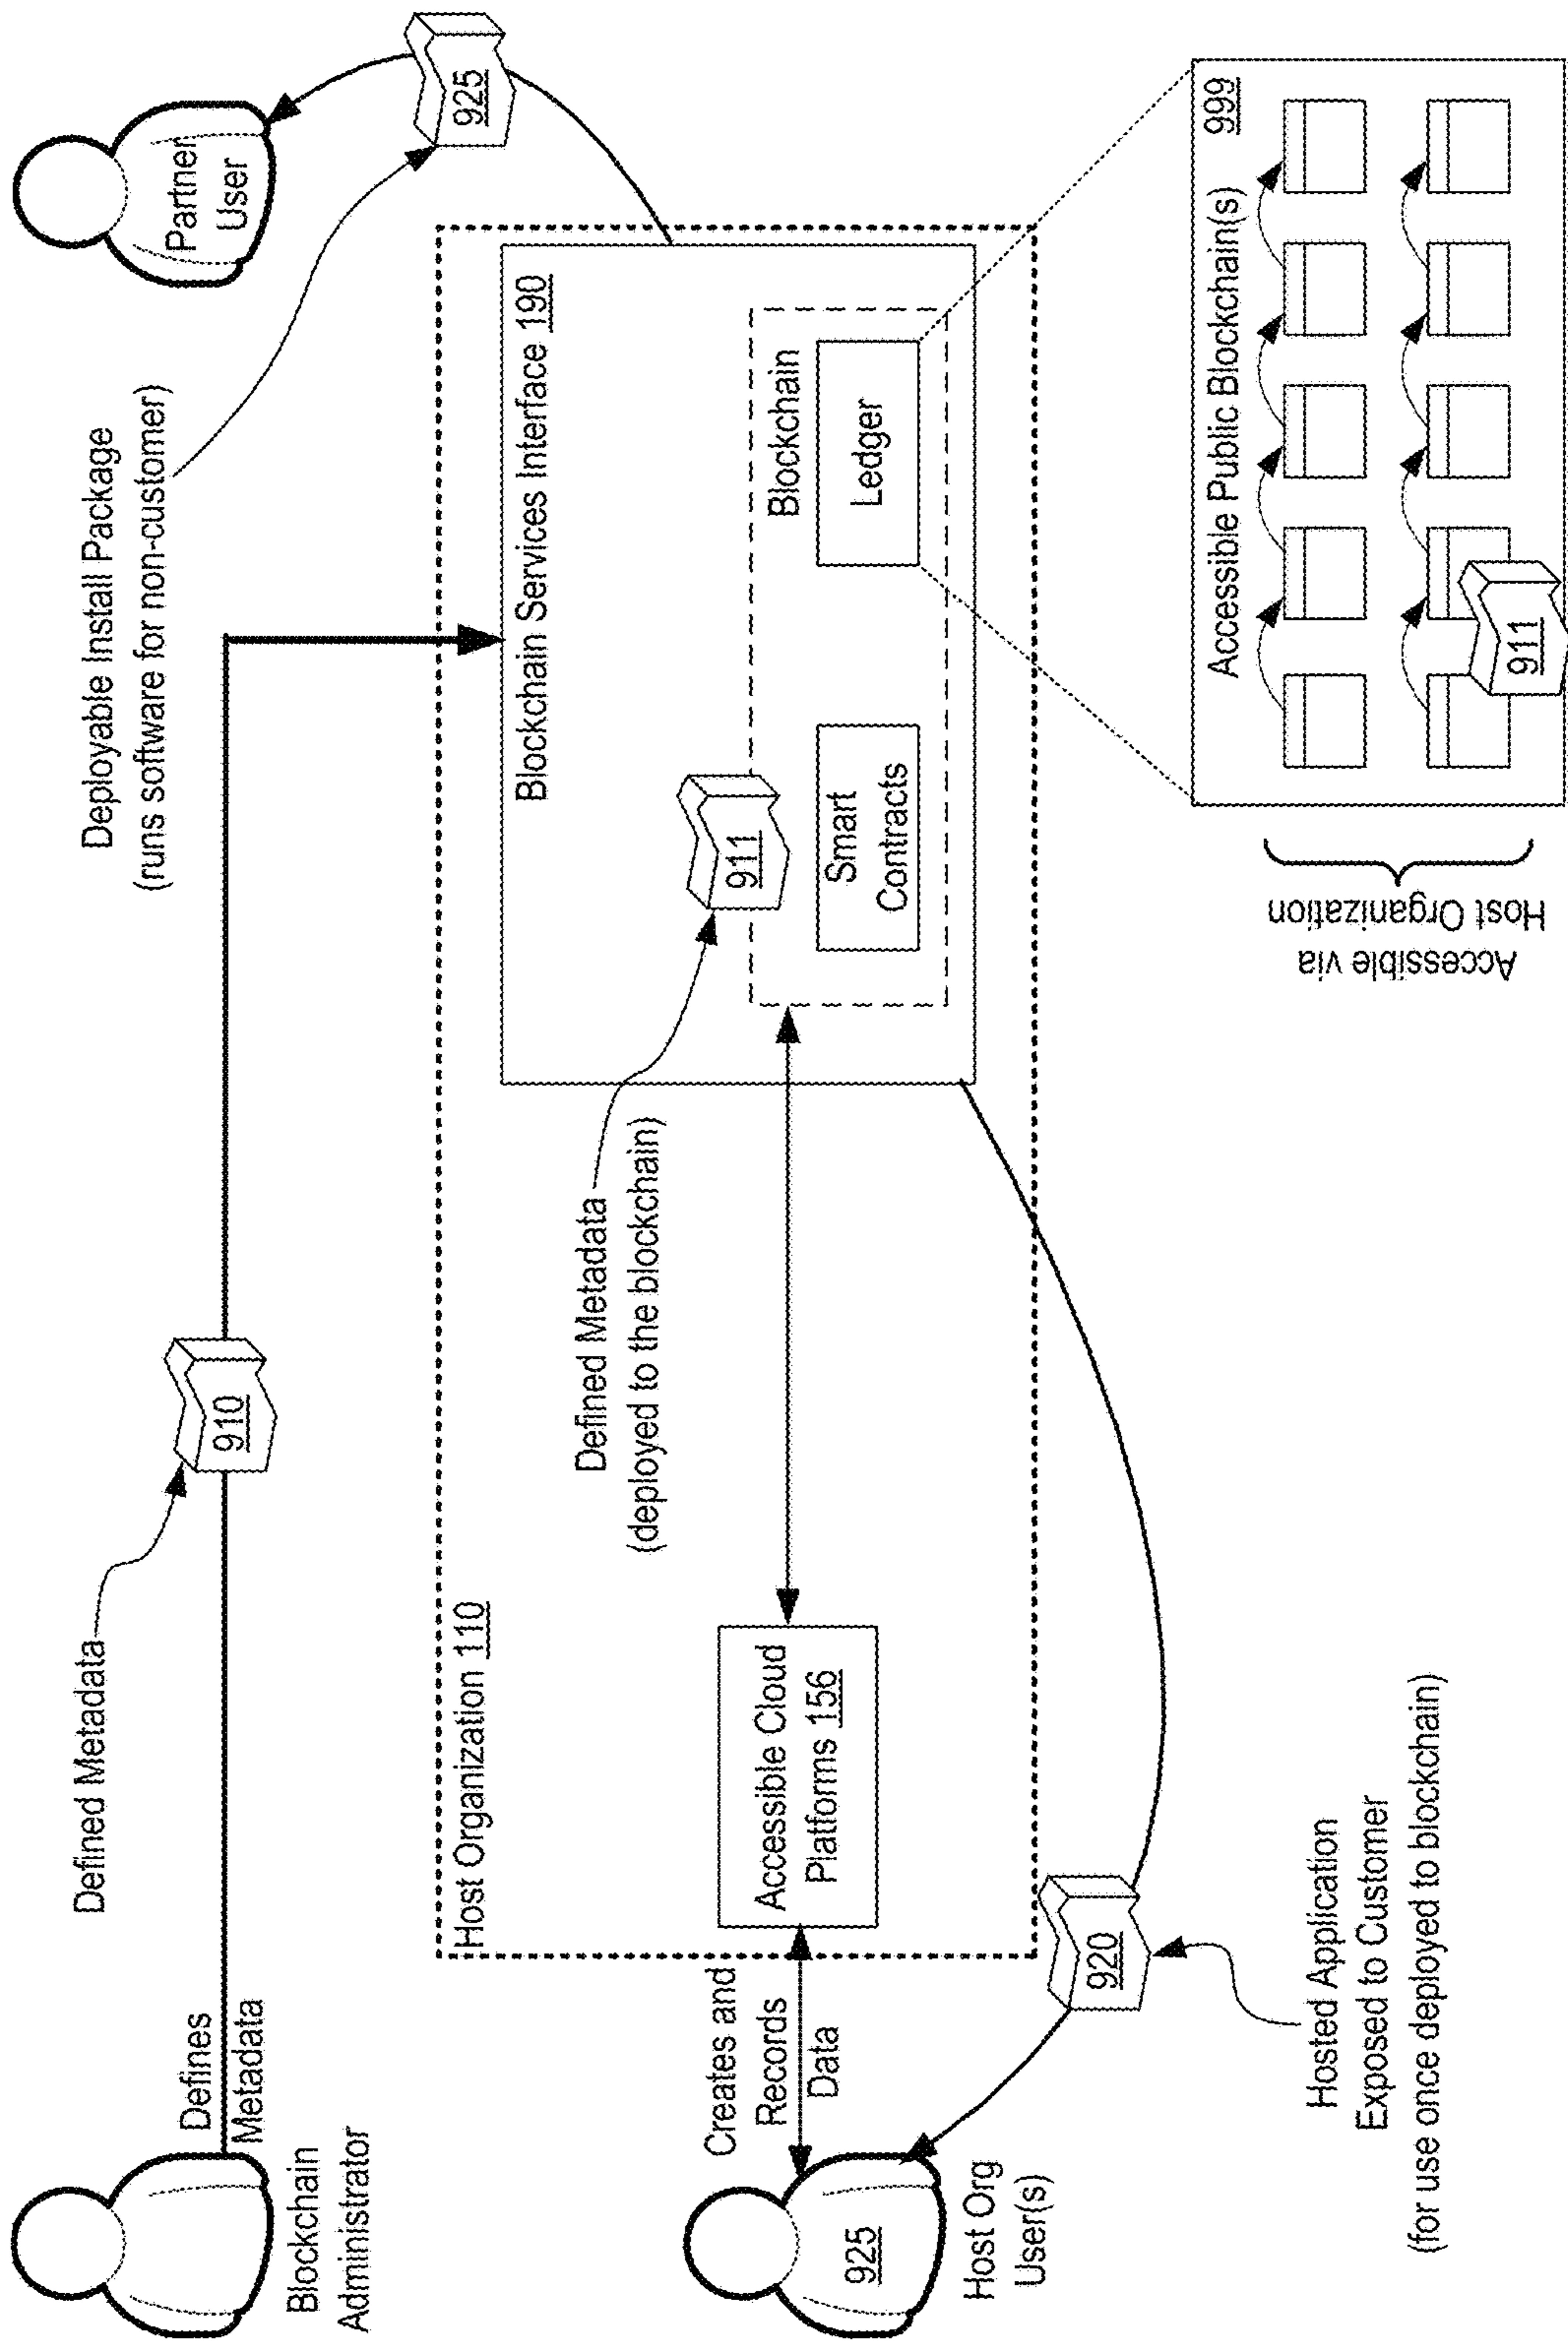 Defines
Metadata
Blockchain
Administrator
Defined Metadata
910
Deployable Install Package
(runs software for non-customer)
925
Partner
User
Host Organization 110
Blockchain Services Interface 190
Defined Metadata
(deployed to the blockchain)
911
Blockchain
Smart
Contracts
Ledger
Accessible Cloud
Platforms 156
Creates and
Records
Data
925
Host Org
User(s)
920
Hosted Application
Exposed to Customer
(for use once deployed to blockchain)
Accessible via
Host Organization
Accessible Public Blockchain(s) 999
911